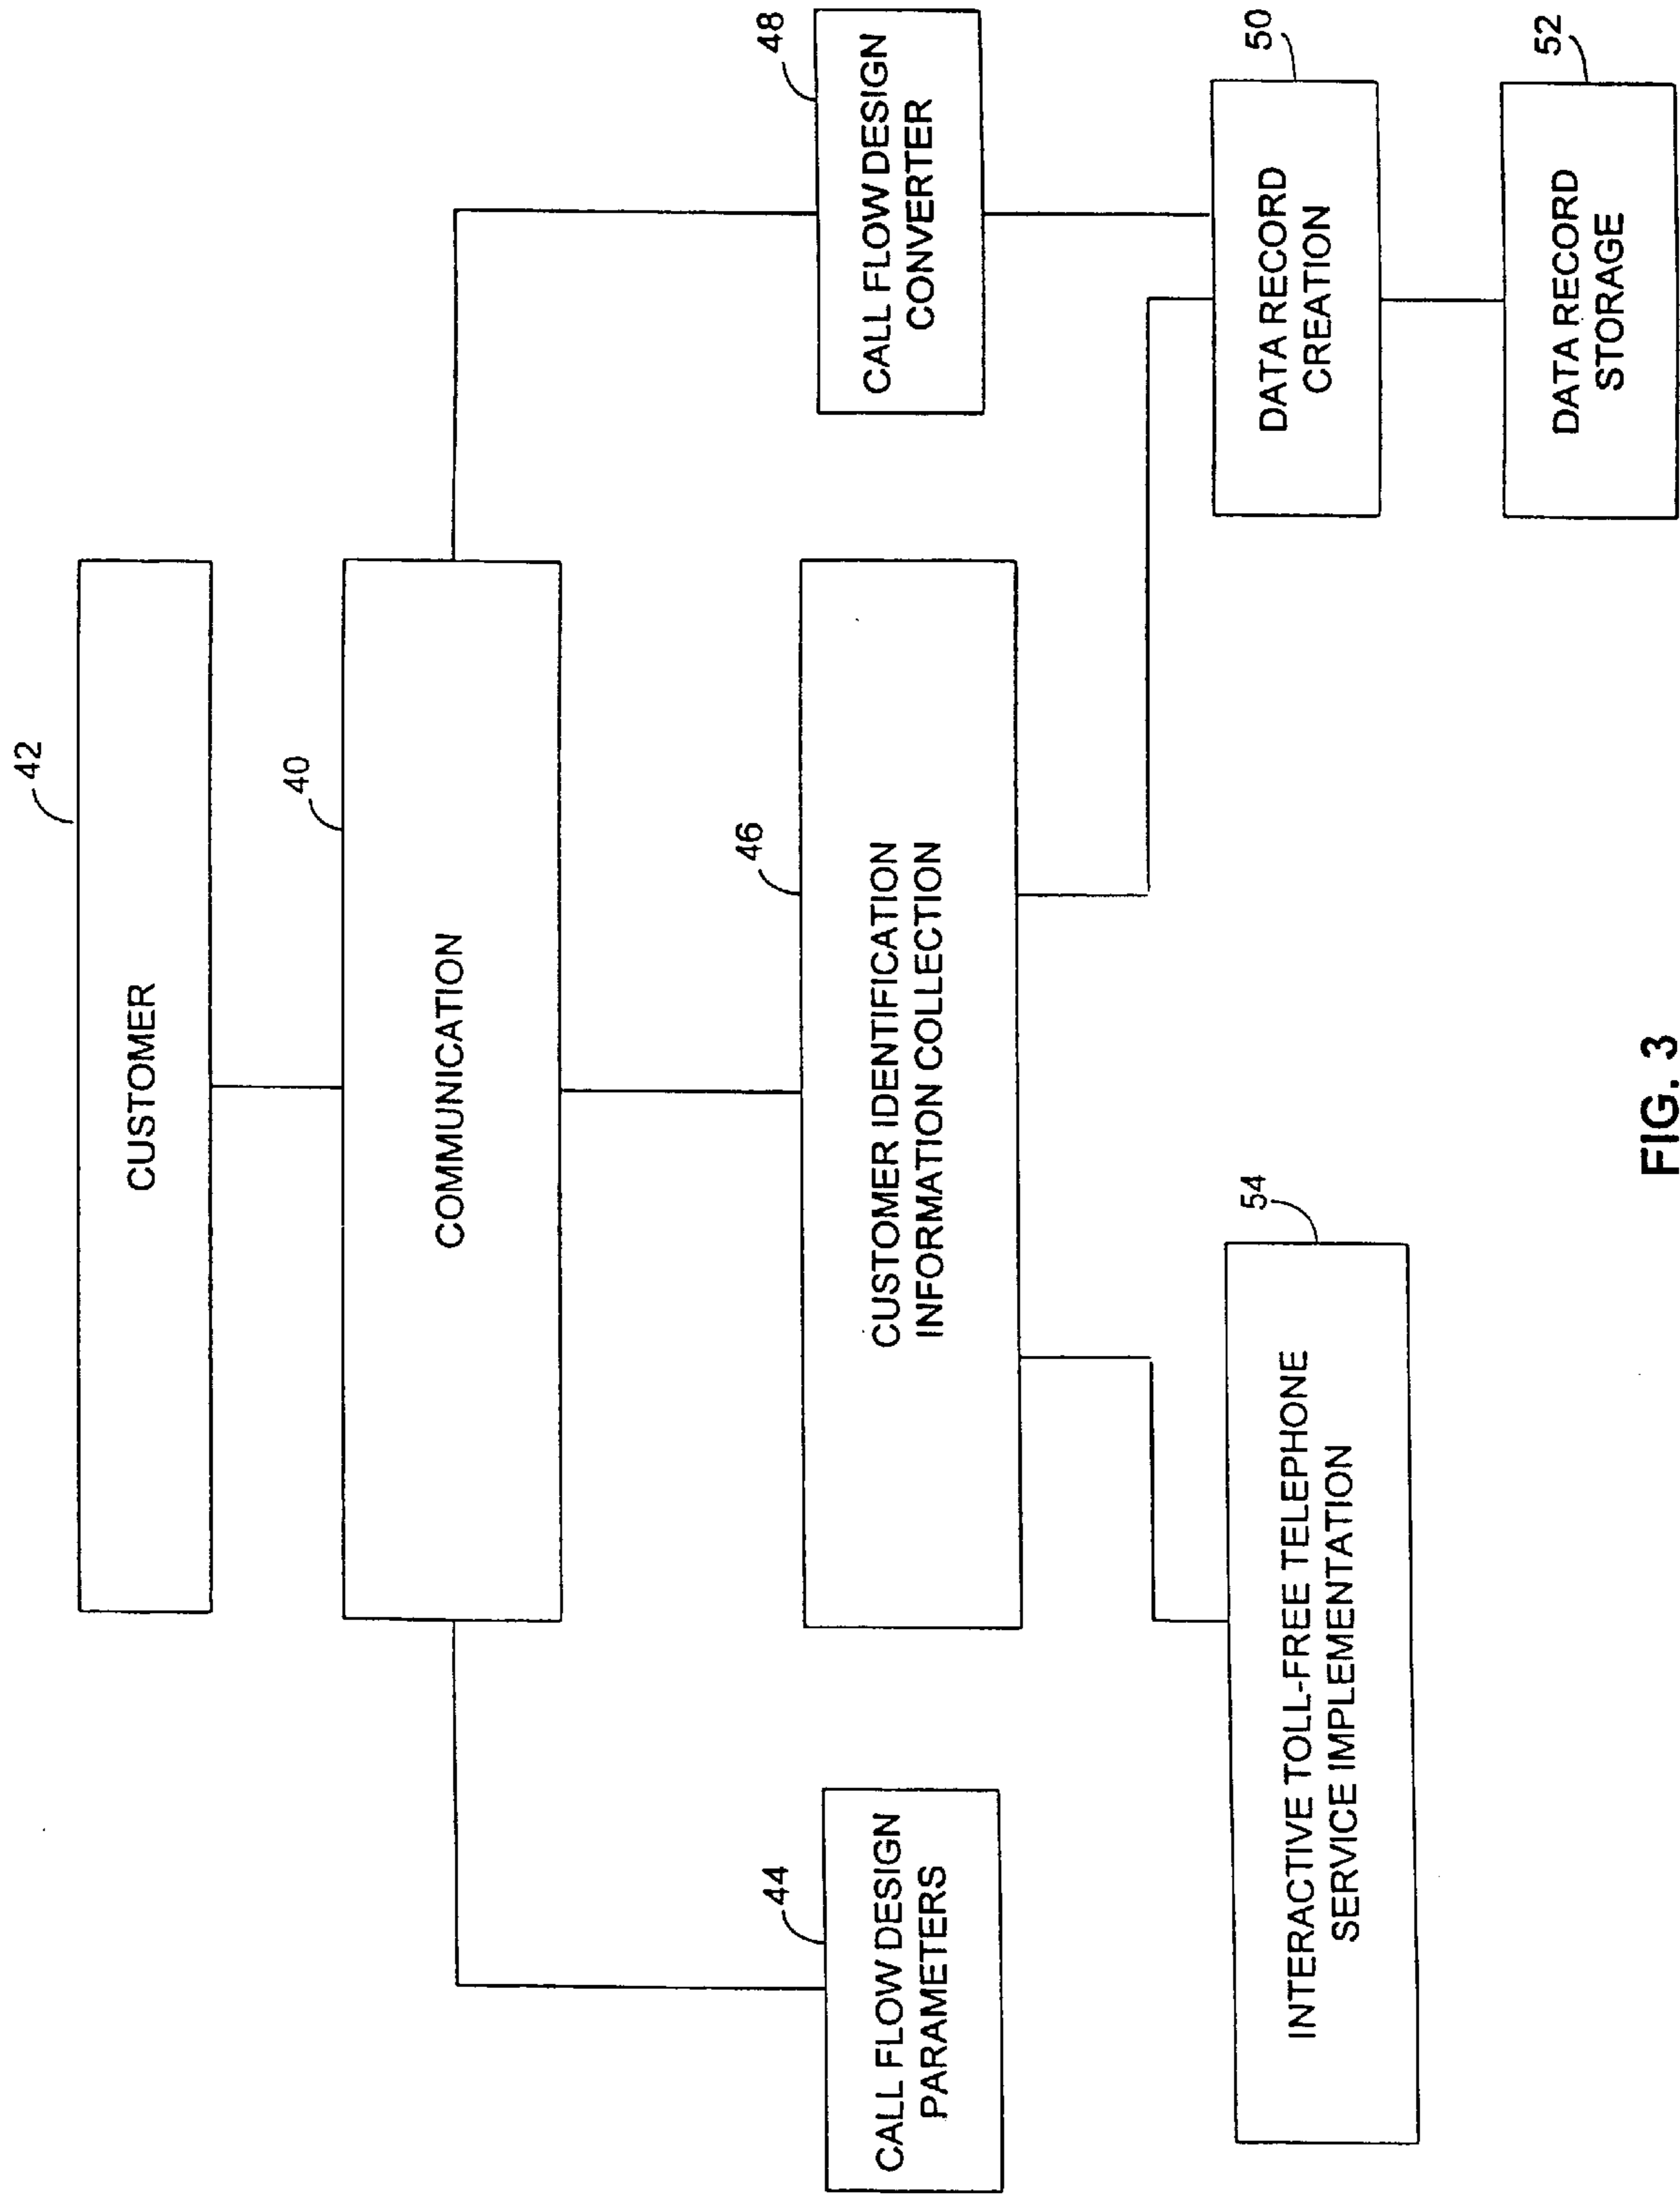 42
CUSTOMER
40
COMMUNICATION
44
CALL FLOW DESIGN
PARAMETERS
46
CUSTOMER IDENTIFICATION
INFORMATION COLLECTION
48
CALL FLOW DESIGN
CONVERTER
54
INTERACTIVE TOLL-FREE TELEPHONE
SERVICE IMPLEMENTATION
50
DATA RECORD
CREATION
52
DATA RECORD
STORAGE
FIG. 3